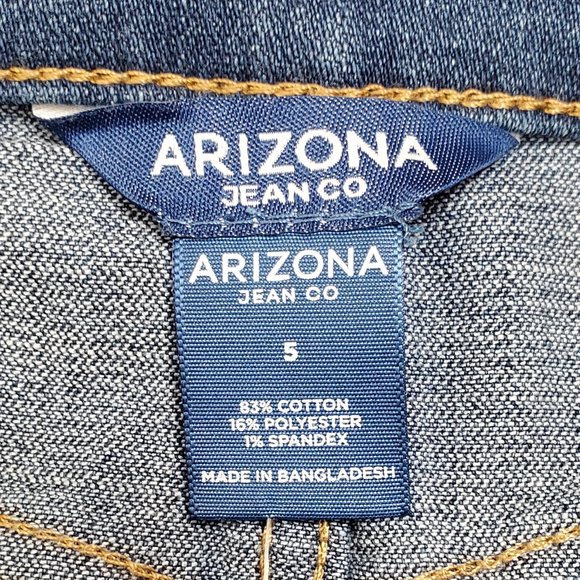 ARIZONA
JEAN CO
ARIZONA
JEAN CO
5
83% COTTON
16% POLYESTER
1% SPANDEX
MADE IN BANGLADESH